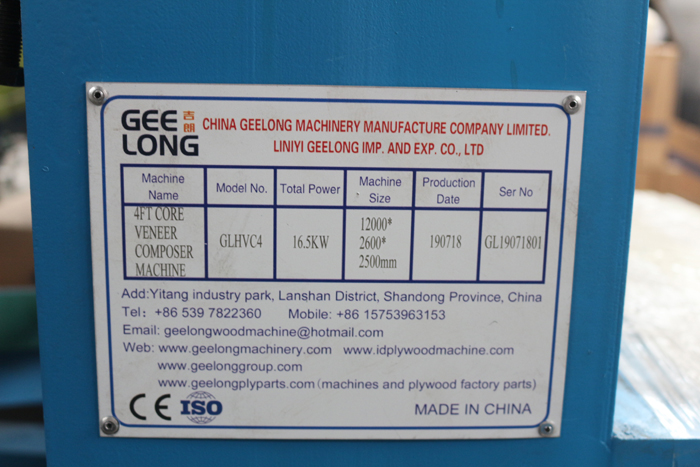 GEE 吉朗
LONG
CHINA GEELONG MACHINERY MANUFACTURE COMPANY LIMITED.
LINIYI GEELONG IMP. AND EXP. CO., LTD
Machine Name
Model No.
Total Power
Machine Size
Production Date
Ser No
4FT CORE
VENEER
COMPOSER
MACHINE
GLHVC4
16.5KW
12000*
2600*
2500mm
190718
GL19071801
Add:Yitang industry park, Lanshan District, Shandong Province, China
Tel: +86 539 7822360 Mobile: +86 15753963153
Email: geelongwoodmachine@hotmail.com
Web: www.geelongmachinery.com www.idplywoodmachine.com
www.geelonggroup.com
www.geelongplyparts.com(machines and plywood factory parts)
CE ISO
MADE IN CHINA